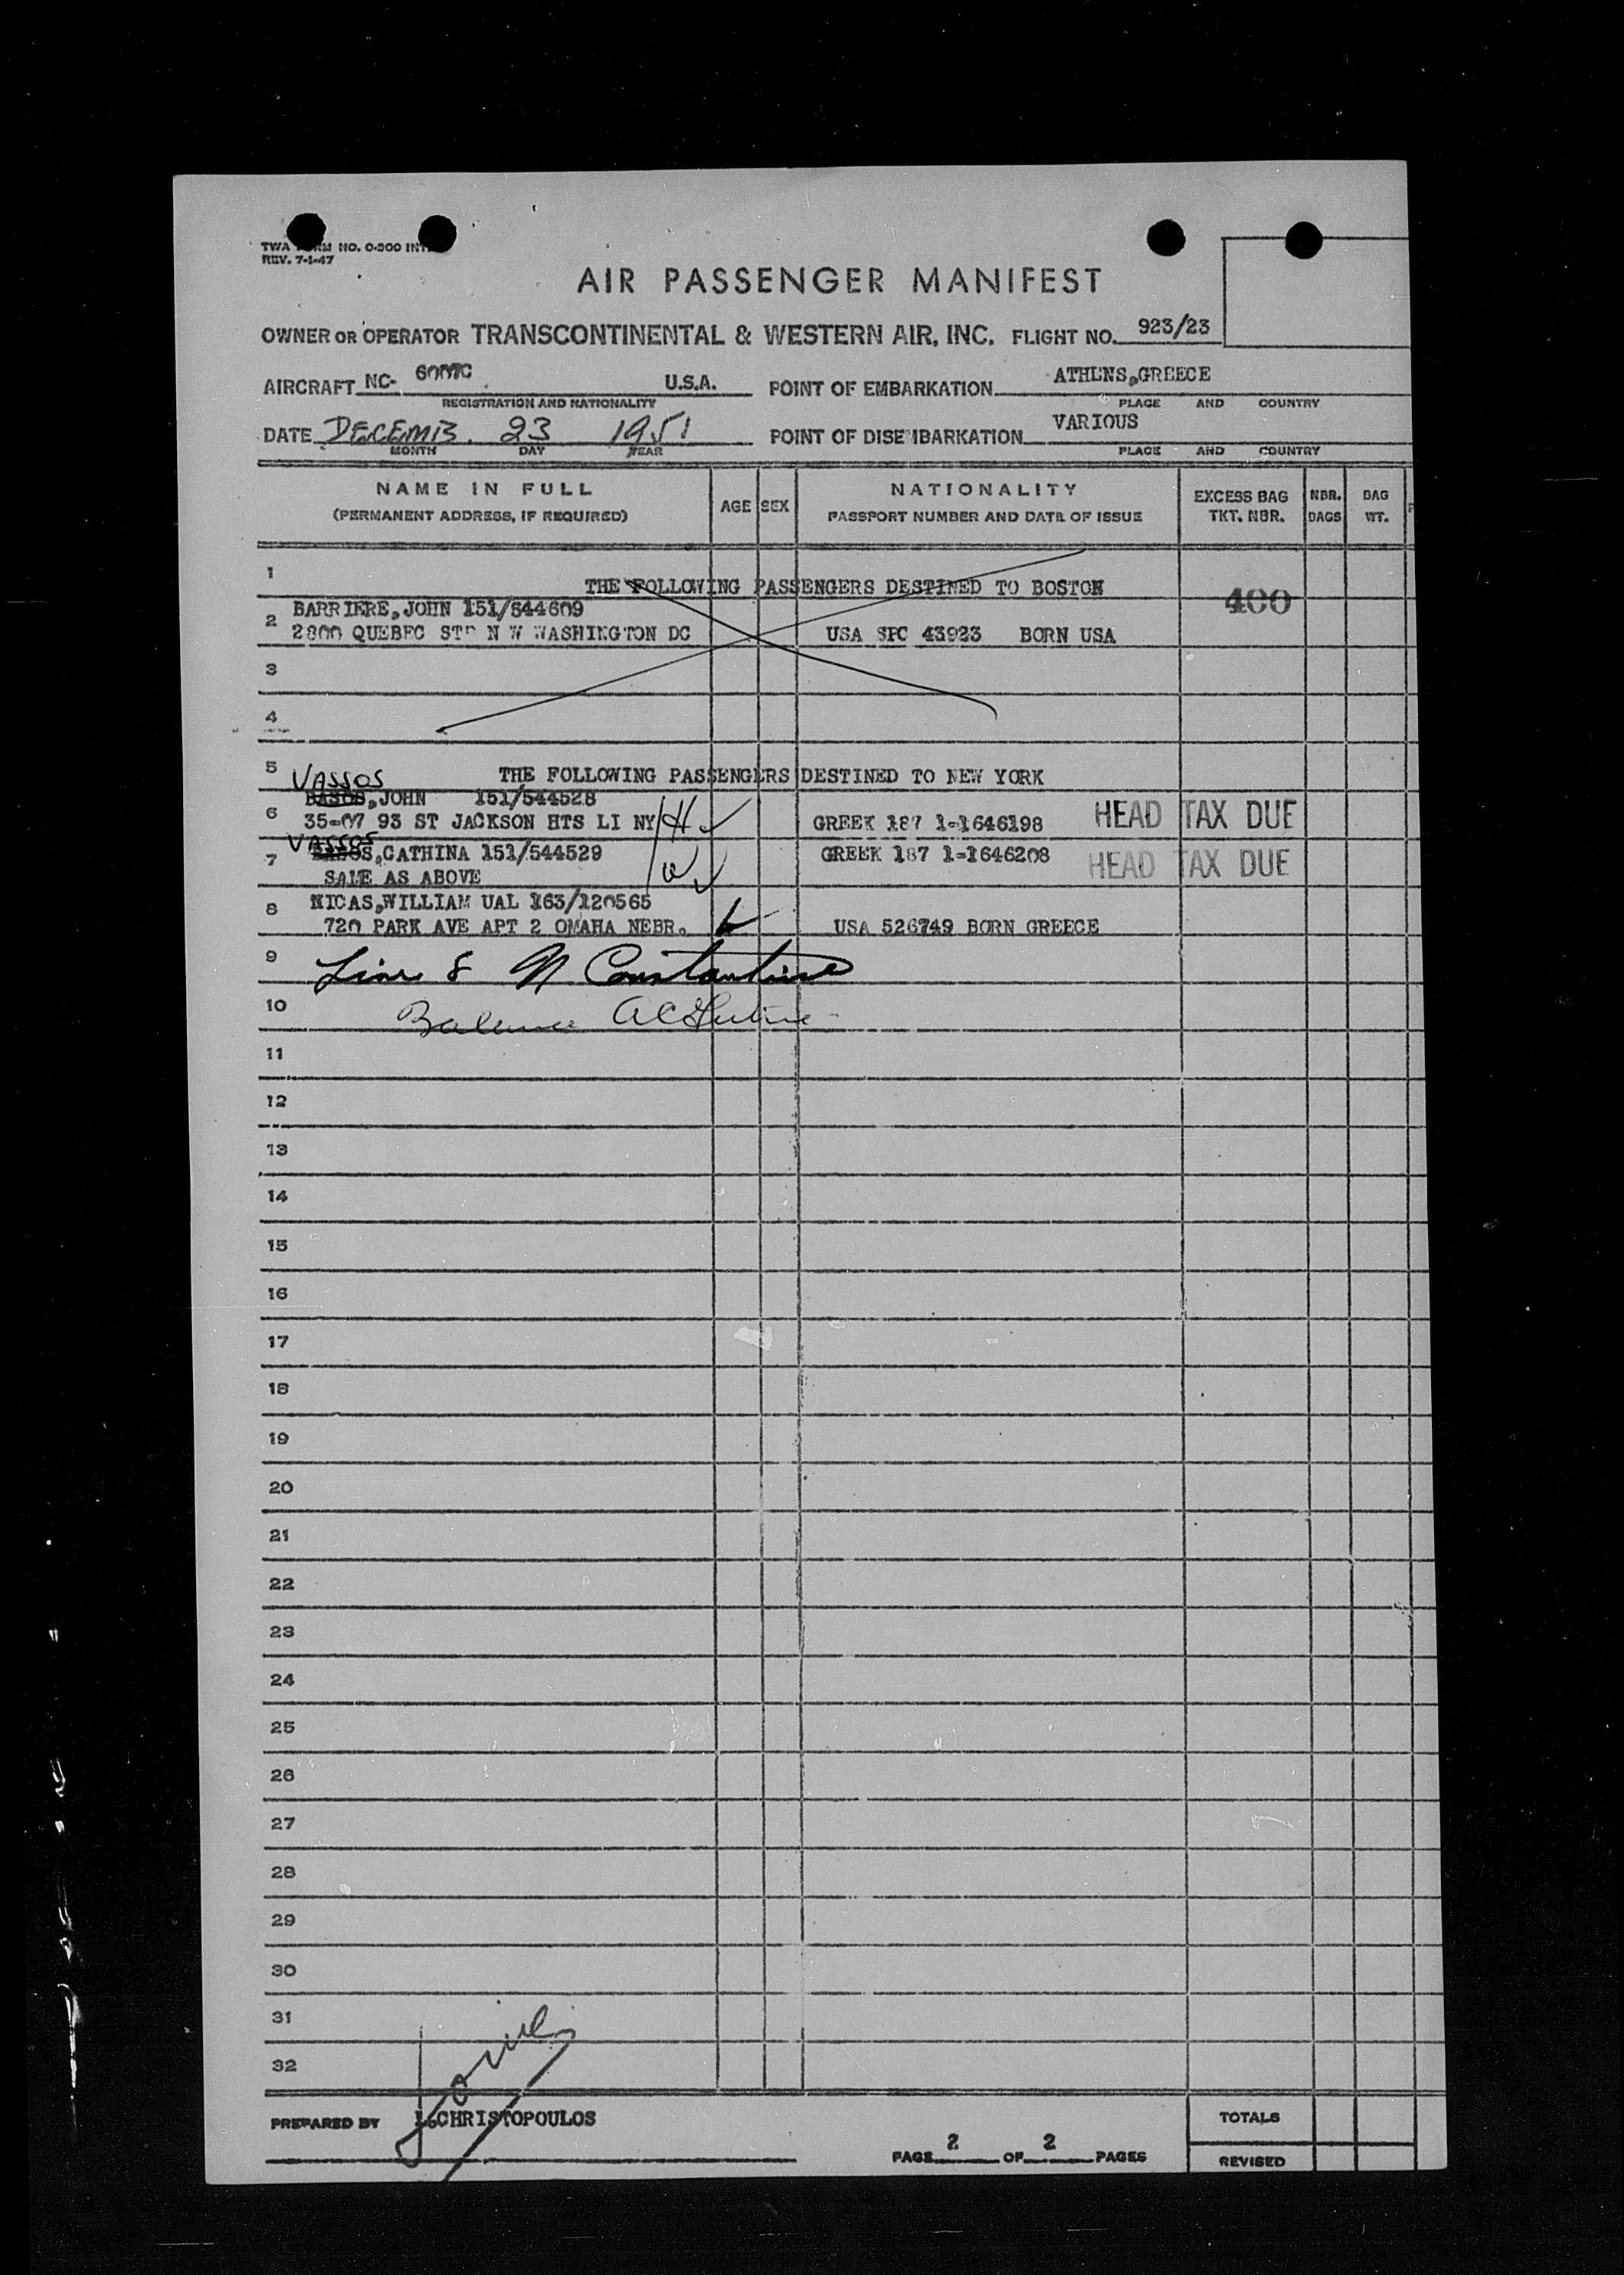 TWA FORM NO. 0-300 INT
REV. 7-1-47
AIR PASSENGER MANIFEST
OWNER OR OPERATOR TRANSCONTINENTAL & WESTERN AIR, INC. FLIGHT NO. 923/23
AIRCRAFT NC- U.S.A. POINT OF EMBARKATION ATHENS,GREECE
REGISTRATION AND NATIONALITY PLACE AND COUNTRY
DATE DECEMB. 23 1951 POINT OF DISEMBARKATION VARIOUS
MONTH DAY YEAR PLACE AND COUNTRY
NAME IN FULL AGE SEX NATIONALITY EXCESS BAG NBR. BAG
(PERMANENT ADDRESS, IF REQUIRED) PASSPORT NUMBER AND DATE OF ISSUE TKT. NBR. BAGS WT.
1 THE FOLLOWING PASSENGERS DESTINED TO BOSTON
400
BARRIERE,JOHN 151/544609
2 2800 QUEBEC STR N W WASHINGTON DC USA SPC 43923 BORN USA
3
4
5 THE FOLLOWING PASSENGERS DESTINED TO NEW YORK
VASSOS
BASOS,JOHN 151/544528
6 35-07 93 ST JACKSON HTS LI NY H GREEK 187 1-1646198 HEAD TAX DUE
VASSOS
7 BASOS,CATHINA 151/544529 W GREEK 187 1-1646208 HEAD TAX DUE
SAME AS ABOVE
NICAS,WILLIAM UAL 163/120565
8 720 PARK AVE APT 2 OMAHA NEBR. USA 526749 BORN GREECE
9 Line 8 N Constantine
10
11
12
13
14
15
16
17
18
19
20
21
22
23
24
25
26
27
28
29
30
31
32
PREPARED BY CHRISTOPOULOS TOTALS
PAGE 2 OF 2 PAGES REVISED